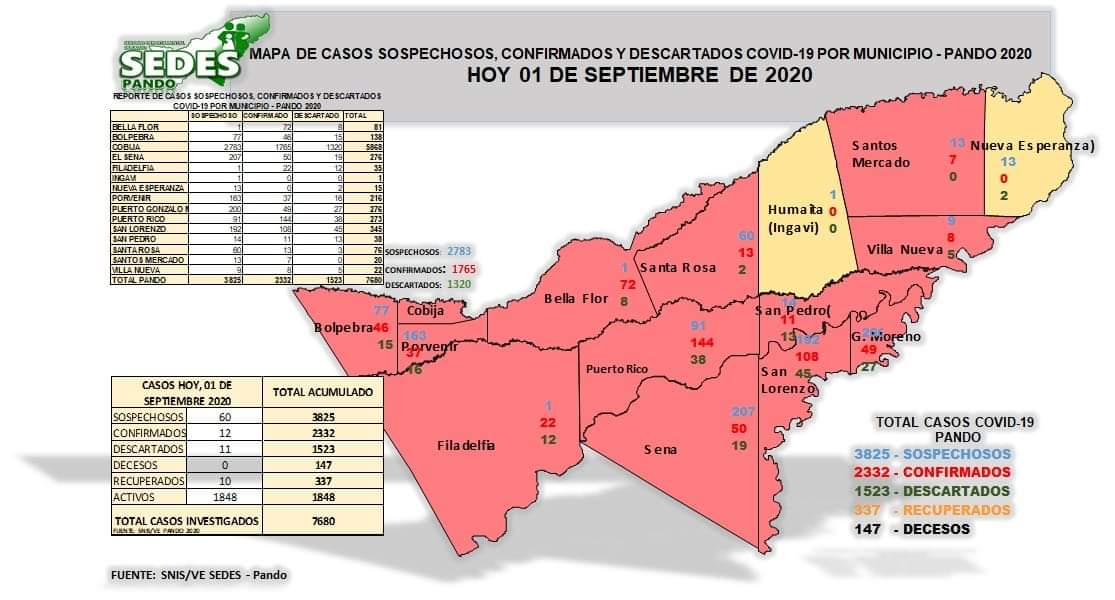 SEDES
PANDO
MAPA DE CASOS SOSPECHOSOS, CONFIRMADOS Y DESCARTADOS COVID-19 POR MUNICIPIO - PANDO 2020
HOY 01 DE SEPTIEMBRE DE 2020
REPORTE DE CASOS SOSPECHOSOS, CONFIRMADOS Y DESCARTADOS
COVID-19 POR MUNICIPIO - PANDO 2020
SOSPECHOSO CONFIRMADO DESCARTADO TOTAL
BELLA FLOR 1 72 8 81
BOLPEBRA 77 46 15 138
COBIJA 2783 1765 1320 5868
EL SENA 207 50 19 276
FILADELFIA 1 22 12 35
INGAVI 1 0 0 1
NUEVA ESPERANZA 13 0 2 15
PORVENIR 163 37 16 216
PUERTO GONZALO M 200 49 27 276
PUERTO RICO 91 144 38 273
SAN LORENZO 192 108 45 345
SAN PEDRO 14 11 13 38
SANTA ROSA 60 13 3 76
SANTOS MERCADO 13 7 0 20
VILLA NUEVA 9 8 5 22
TOTAL PANDO 3825 2332 1523 7680
SOSPECHOSOS: 2783
CONFIRMADOS: 1765
DESCARTADOS: 1320
Santos
Mercado
13
7
0
Nueva Esperanza)
13
0
2
Humaita
(Ingavi)
1
0
0
9
8
5
Villa Nueva
60
13
2
Santa Rosa
1
72
8
Bella Flor
Cobija
77
46
15
Bolpebra
163
37
16
Porvenir
91
144
38
Puerto Rico
San Pedro(
14
11
13
192
108
45
San
Lorenzo
G. Moreno
49
27
1
22
12
Filadelfia
207
50
19
Sena
CASOS HOY, 01 DE
SEPTIEMBRE 2020
TOTAL ACUMULADO
SOSPECHOSOS 60 3825
CONFIRMADOS 12 2332
DESCARTADOS 11 1523
DECESOS 0 147
RECUPERADOS 10 337
ACTIVOS 1848 1848
TOTAL CASOS INVESTIGADOS 7680
FUENTE: SNIS/VE PANDO 2020
TOTAL CASOS COVID-19
PANDO
3825 - SOSPECHOSOS
2332 - CONFIRMADOS
1523 - DESCARTADOS
337 - RECUPERADOS
147 - DECESOS
FUENTE: SNIS/VE SEDES - Pando